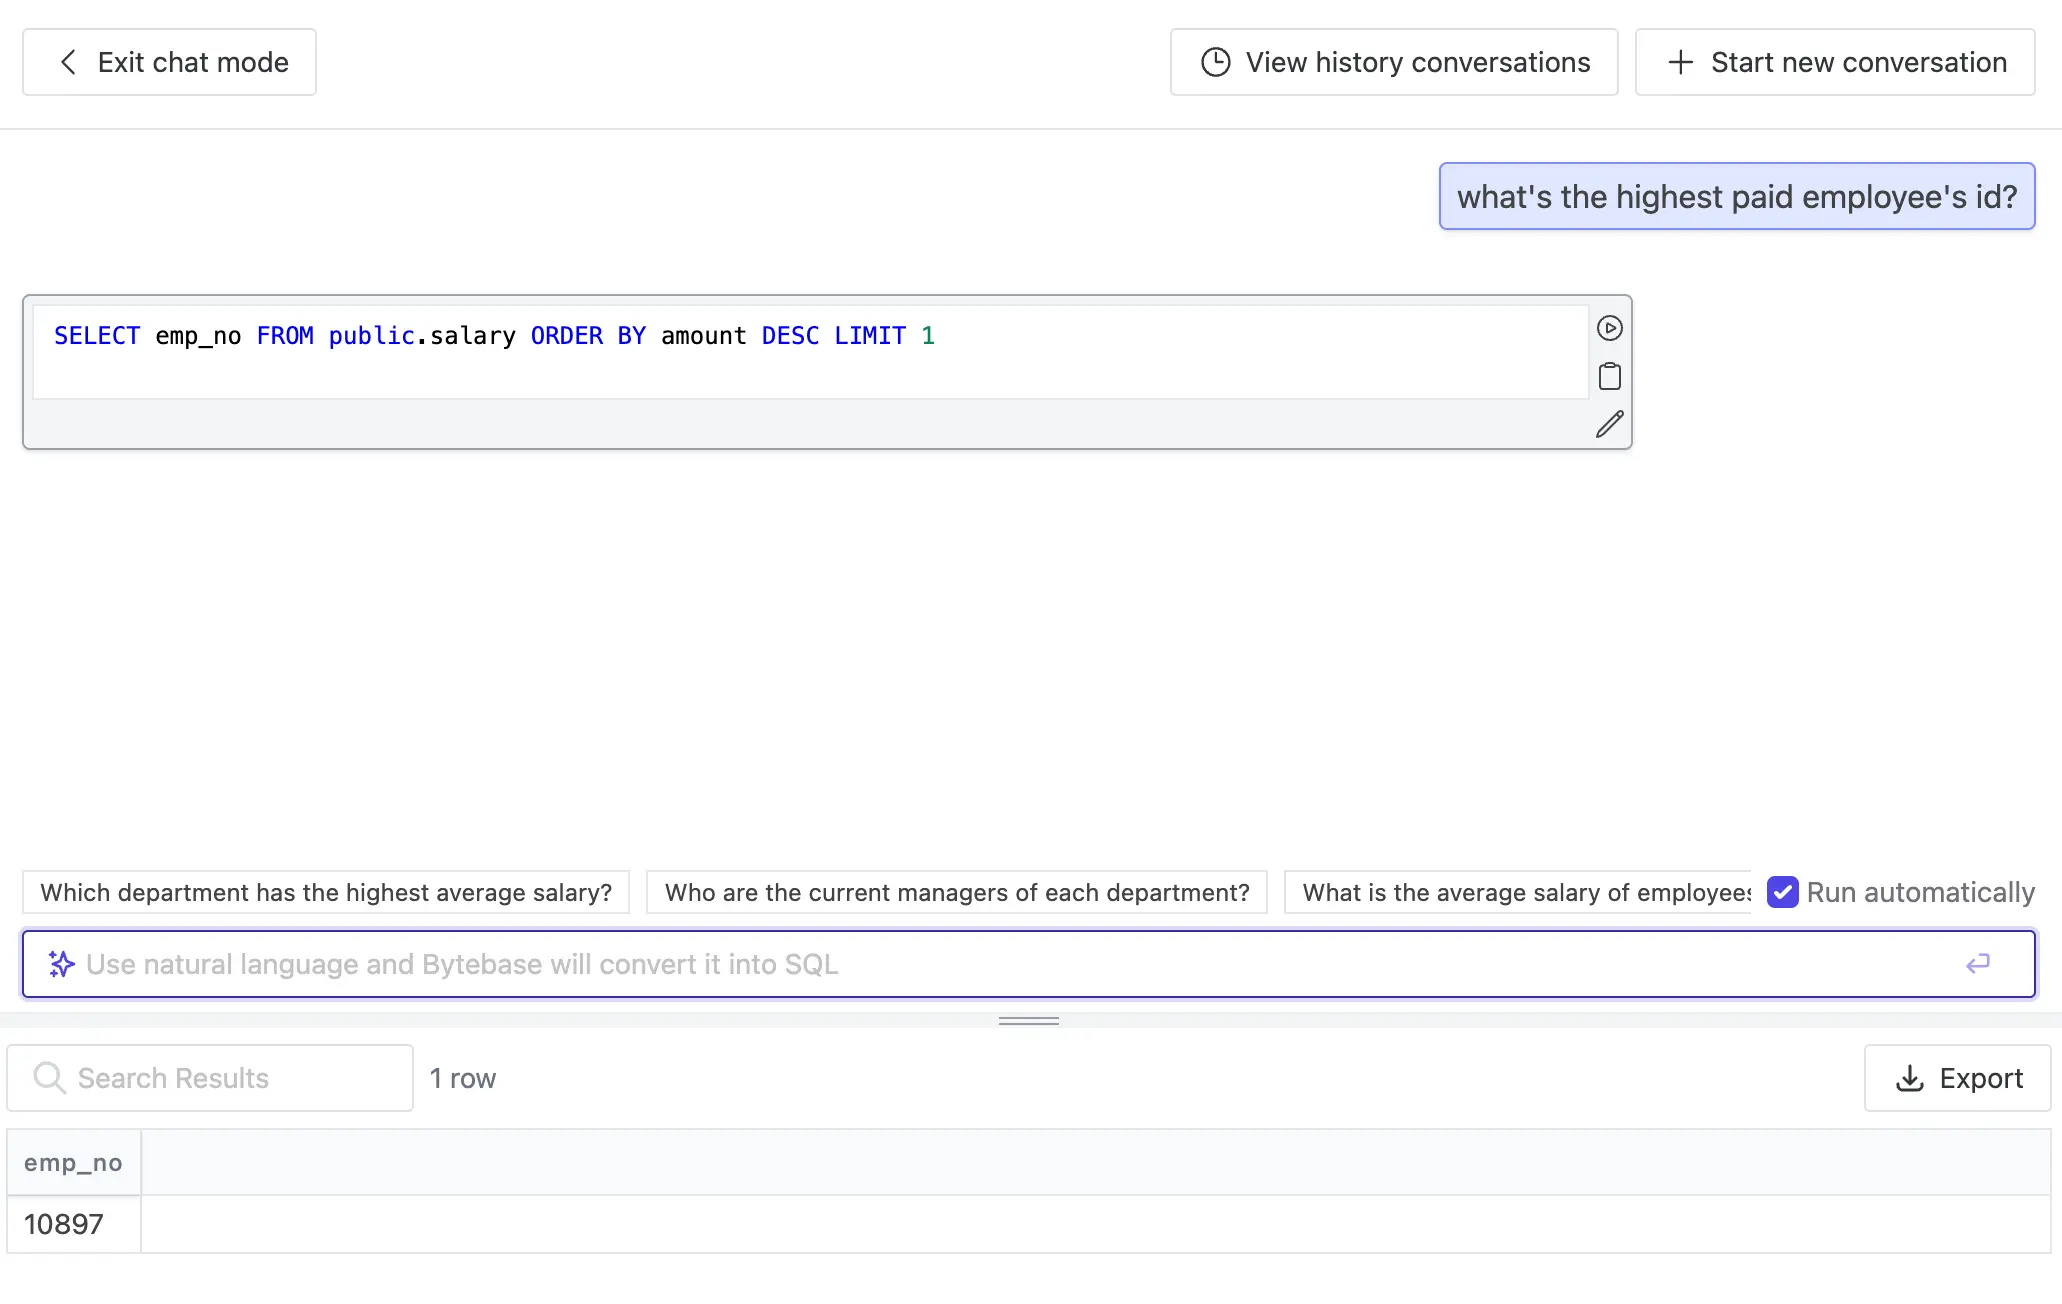 Exit chat mode
View history conversations
Start new conversation
what's the highest paid employee's id?
SELECT emp_no FROM public.salary ORDER BY amount DESC LIMIT 1
Which department has the highest average salary?
Who are the current managers of each department?
What is the average salary of employees
Run automatically
Use natural language and Bytebase will convert it into SQL
Search Results
1 row
Export
emp_no
10897